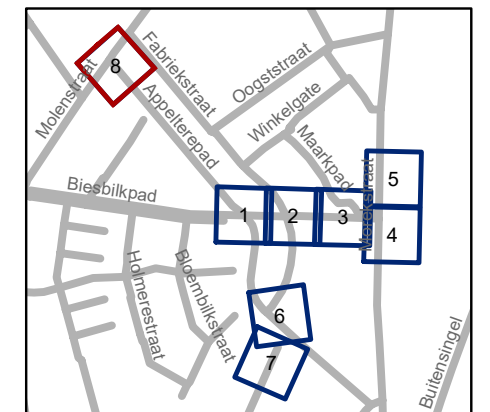 8
Molenstraat
Fabriekstraat
Oogststraat
Winkelgate
Appelterepad
Maarkpad
Biesbilkpad
5
1
2
3
4
Holmerestraat
Bloembilkstraat
6
7
Buitensingel